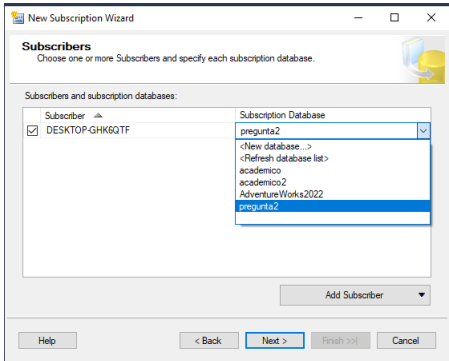 New Subscription Wizard
Subscribers
Choose one or more Subscribers and specify each subscription database.
Subscribers and subscription databases:
Subscriber Subscription Database
DESKTOP-GHK6QTF pregunta2
<New database...>
<Refresh database list>
academico
academico2
AdventureWorks2022
pregunta2
Add Subscriber
Help < Back Next > Finish >>| Cancel